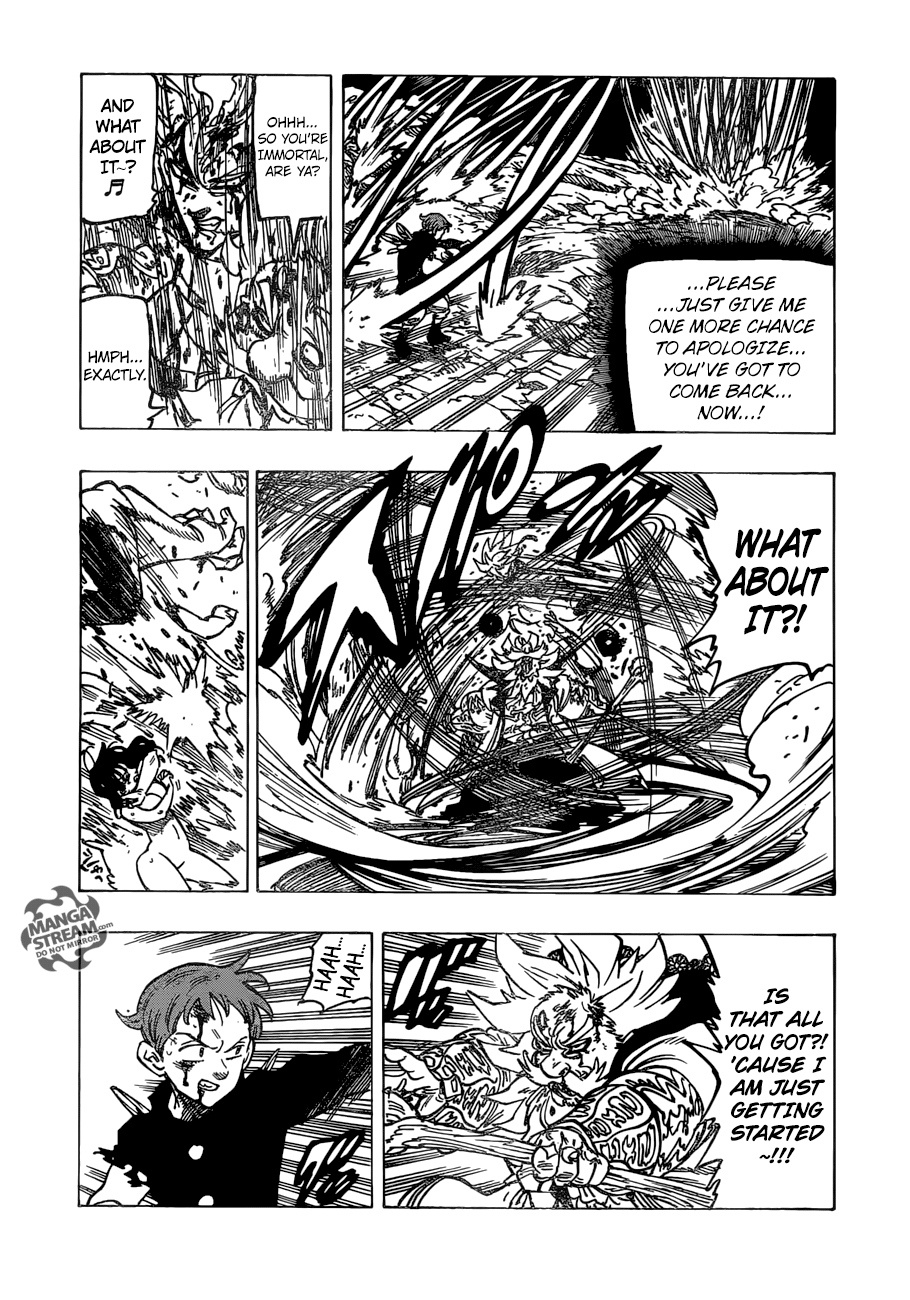 ...PLEASE
...JUST GIVE ME
ONE MORE CHANCE
TO APOLOGIZE...
YOU'VE GOT TO
COME BACK...
NOW...!
OHHH...
SO YOU'RE
IMMORTAL,
ARE YA?
AND
WHAT
ABOUT
IT~?
♬
HMPH...
EXACTLY.
WHAT
ABOUT
IT?!
IS
THAT ALL
YOU GOT?!
'CAUSE I
AM JUST
GETTING
STARTED
~!!!
HAAH...
HAAH...
MANGA
STREAM.com
DO NOT MIRROR